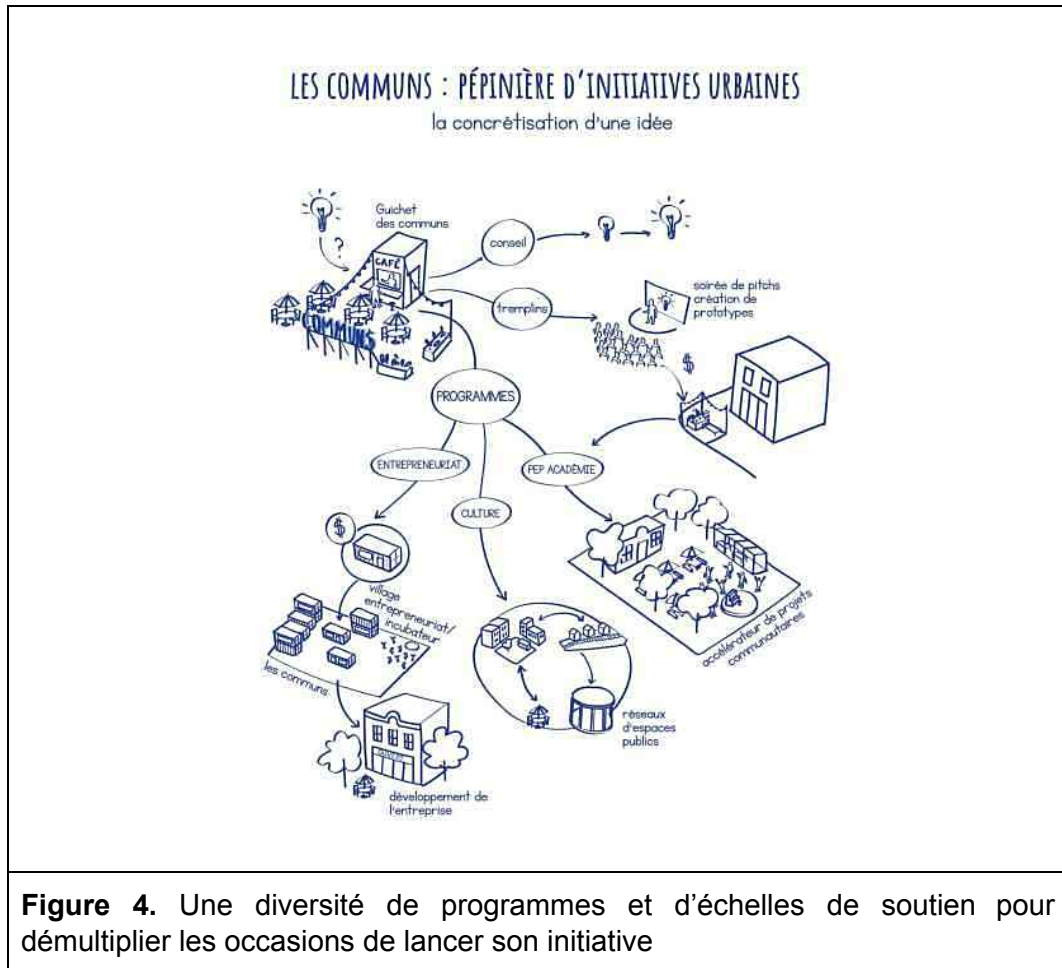 LES COMMUNS : PÉPINIÈRE D'INITIATIVES URBAINES
la concrétisation d'une idée
Guichet
des communs
?
CAFÉ
COMMUNS
conseil
tremplins
soirée de pitchs
création de
prototypes
$
PROGRAMMES
ENTREPRENEURIAT
CULTURE
PEP ACADÉMIE
$
village
entrepreneuriat/
incubateur
les communs
développement de
l'entreprise
réseaux
d'espaces
publics
accélérateur de projets
communautaires
Figure 4. Une diversité de programmes et d'échelles de soutien pour
démultiplier les occasions de lancer son initiative